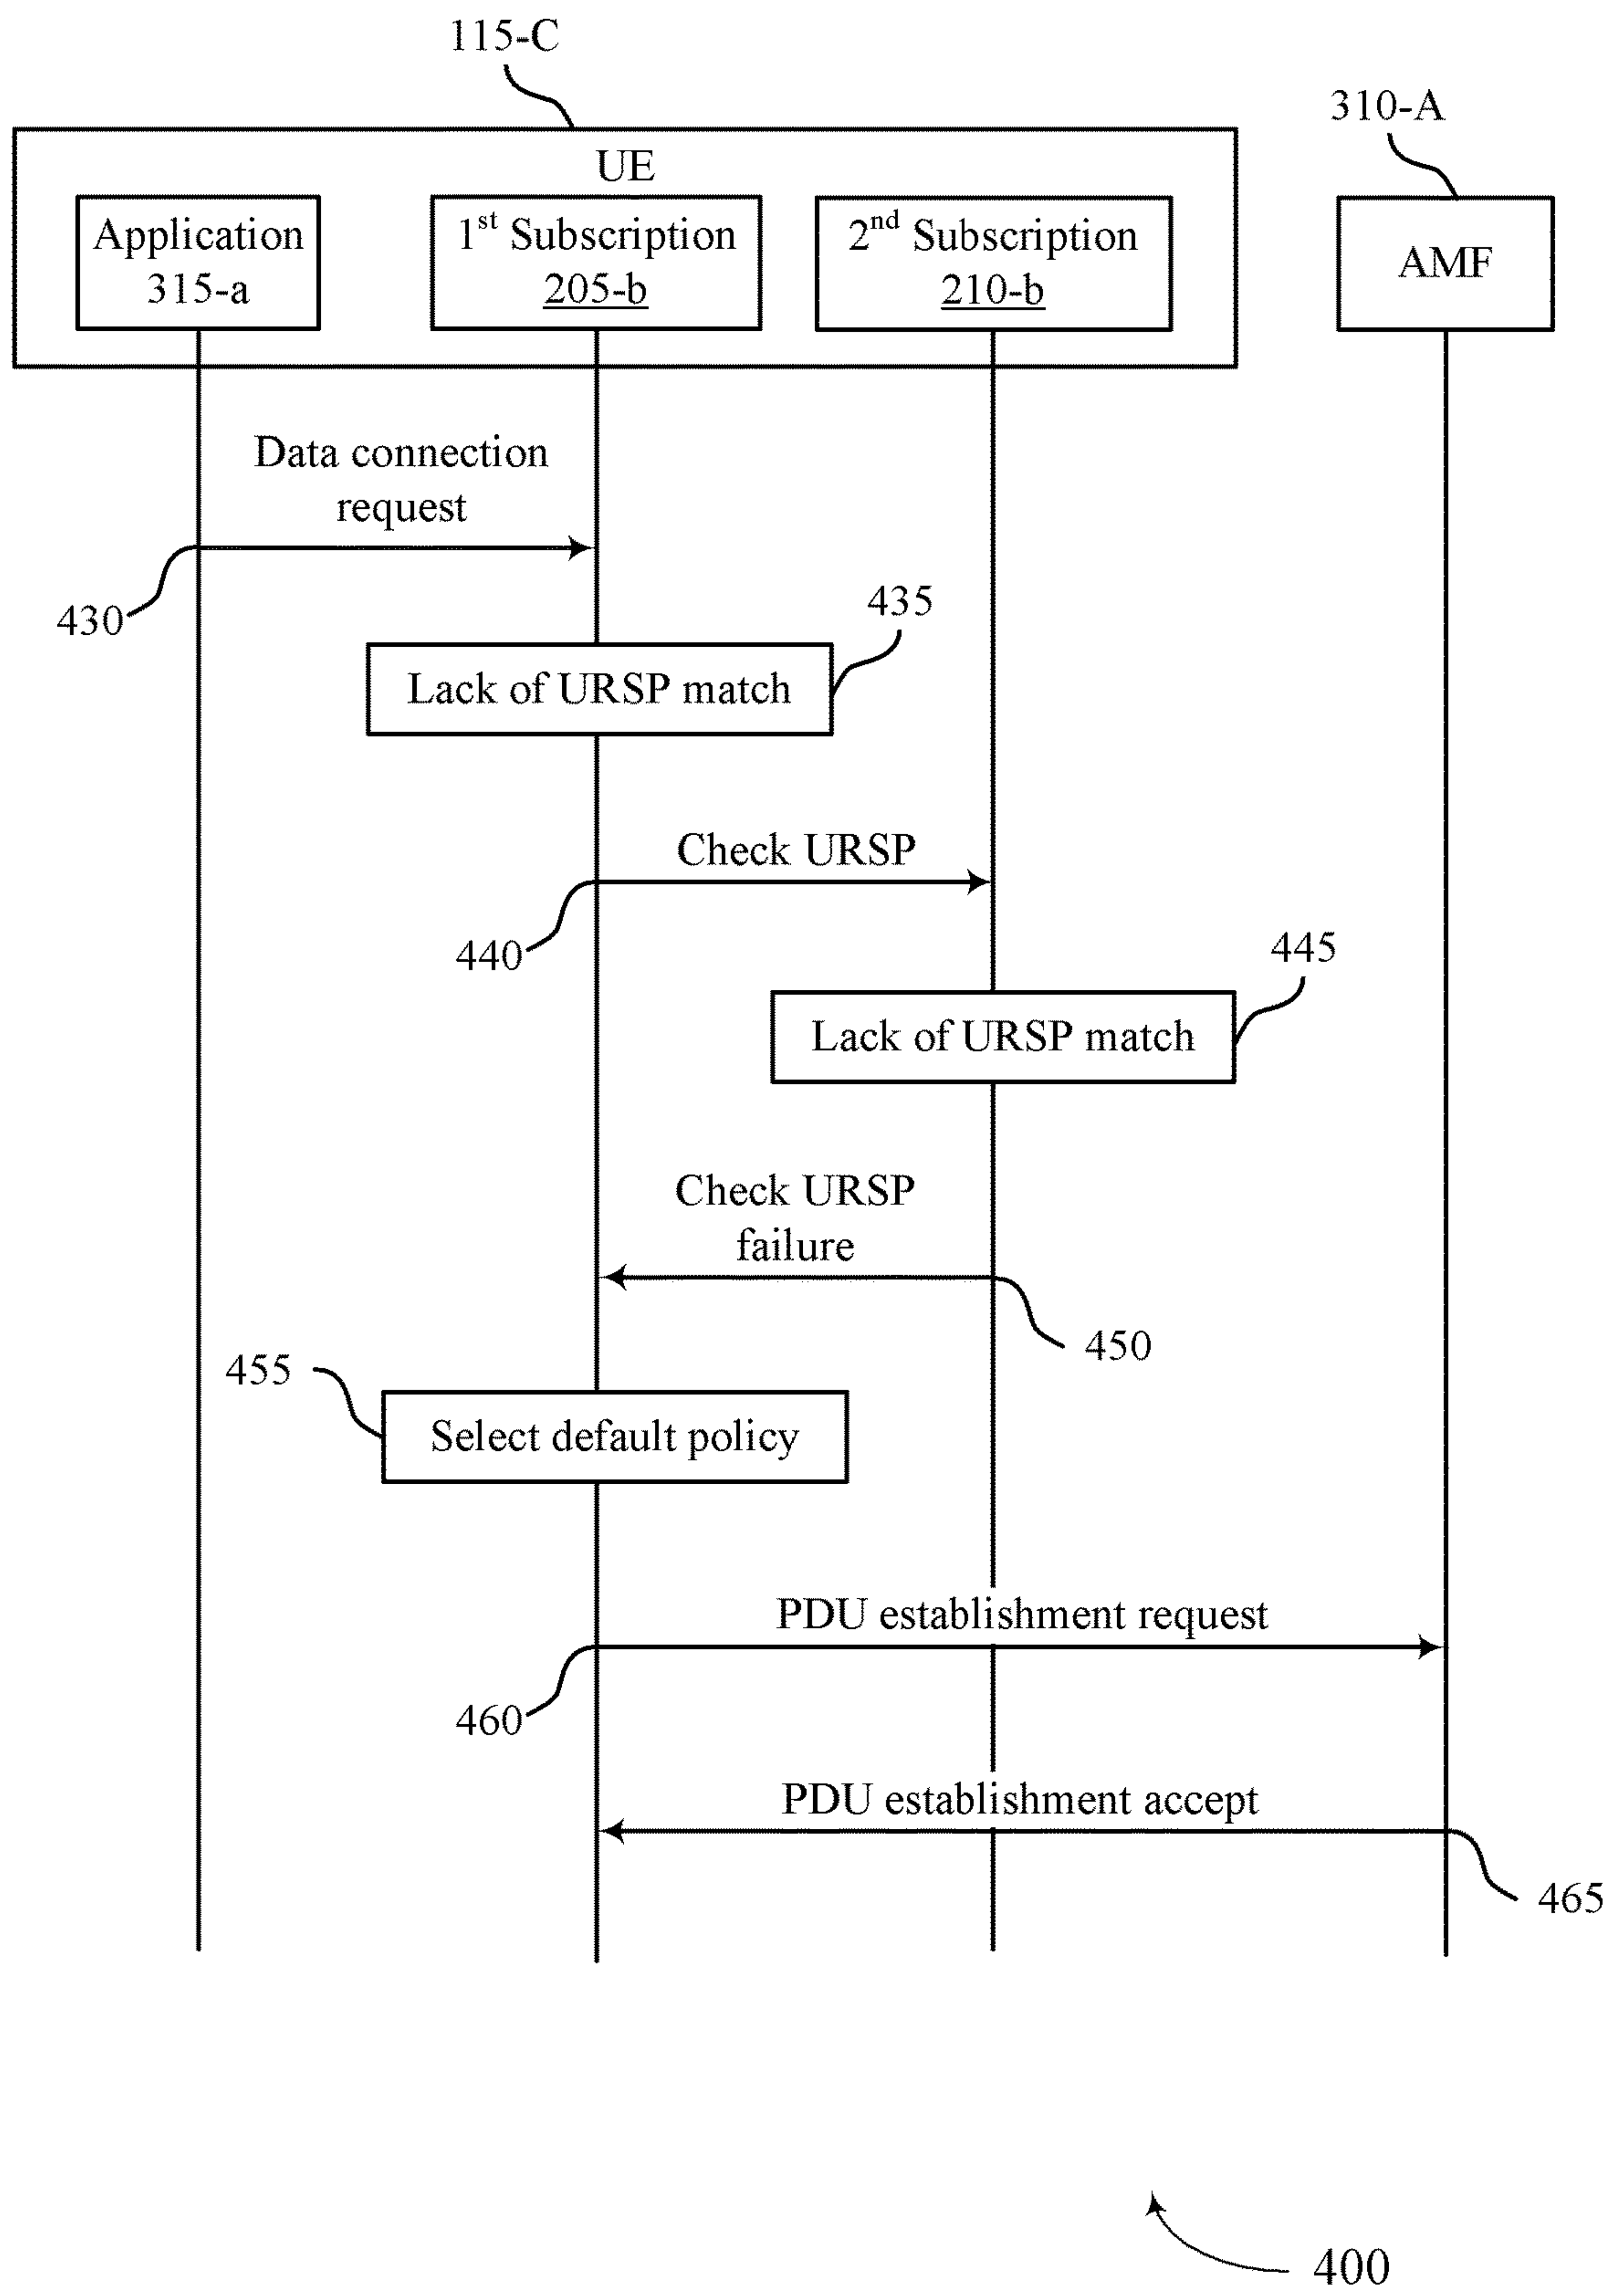 115-C
310-A
UE
Application
315-a
1st Subscription
205-b
2nd Subscription
210-b
AMF
Data connection
request
430
435
Lack of URSP match
Check URSP
440
445
Lack of URSP match
Check URSP
failure
450
455
Select default policy
PDU establishment request
460
PDU establishment accept
465
400